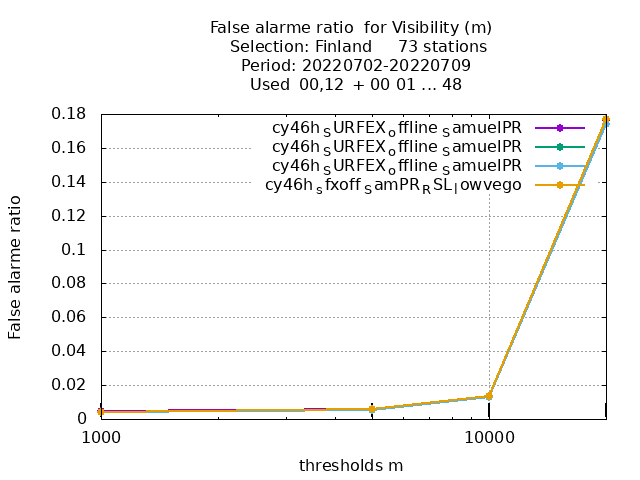 False alarme ratio  for Visibility (m)
Selection: Finland     73 stations
Period: 20220702-20220709
Used  00,12  + 00 01 ... 48
0.18
0.16
0.14
0.12
0.1
0.08
0.06
0.04
0.02
0
False alarme ratio
cy46h_SURFEX_offline_SamuelPR
cy46h_SURFEX_offline_SamuelPR
cy46h_SURFEX_offline_SamuelPR
cy46h_sfxoff_SamPR_RSL_lowvego
1000
10000
thresholds m